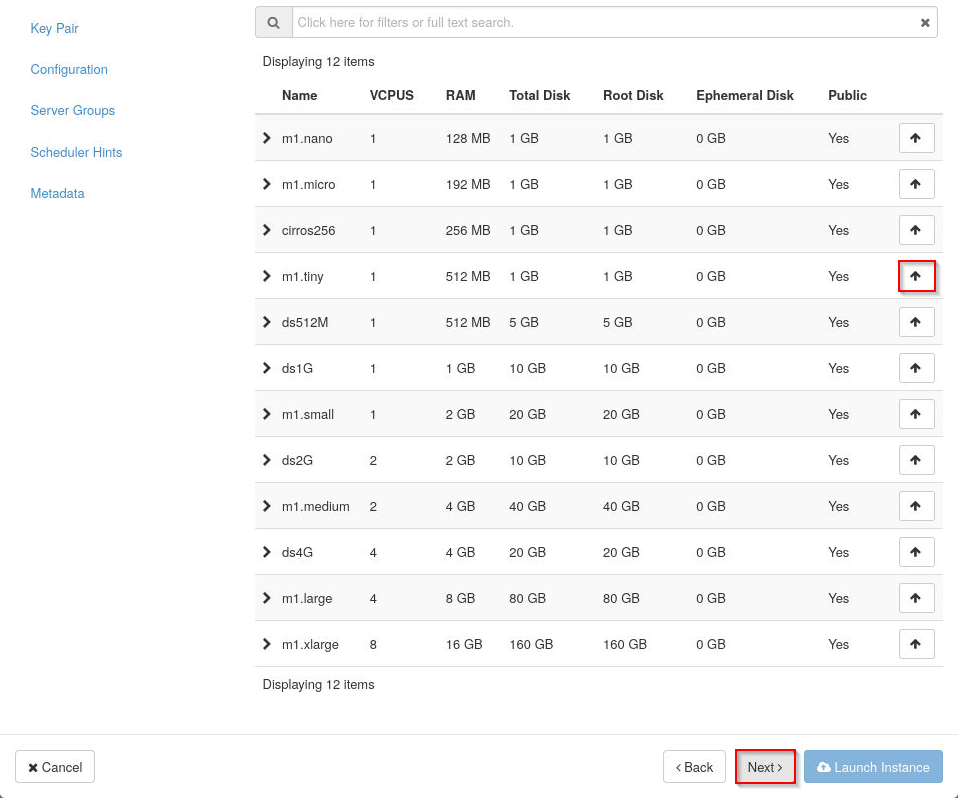 Key Pair
Configuration
Server Groups
Scheduler Hints
Metadata
Click here for filters or full text search.
Displaying 12 items
Name VCPUS RAM Total Disk Root Disk Ephemeral Disk Public
m1.nano 1 128 MB 1 GB 1 GB 0 GB Yes
m1.micro 1 192 MB 1 GB 1 GB 0 GB Yes
cirros256 1 256 MB 1 GB 1 GB 0 GB Yes
m1.tiny 1 512 MB 1 GB 1 GB 0 GB Yes
ds512M 1 512 MB 5 GB 5 GB 0 GB Yes
ds1G 1 1 GB 10 GB 10 GB 0 GB Yes
m1.small 1 2 GB 20 GB 20 GB 0 GB Yes
ds2G 2 2 GB 10 GB 10 GB 0 GB Yes
m1.medium 2 4 GB 40 GB 40 GB 0 GB Yes
ds4G 4 4 GB 20 GB 20 GB 0 GB Yes
m1.large 4 8 GB 80 GB 80 GB 0 GB Yes
m1.xlarge 8 16 GB 160 GB 160 GB 0 GB Yes
Displaying 12 items
Cancel
Back
Next
Launch Instance